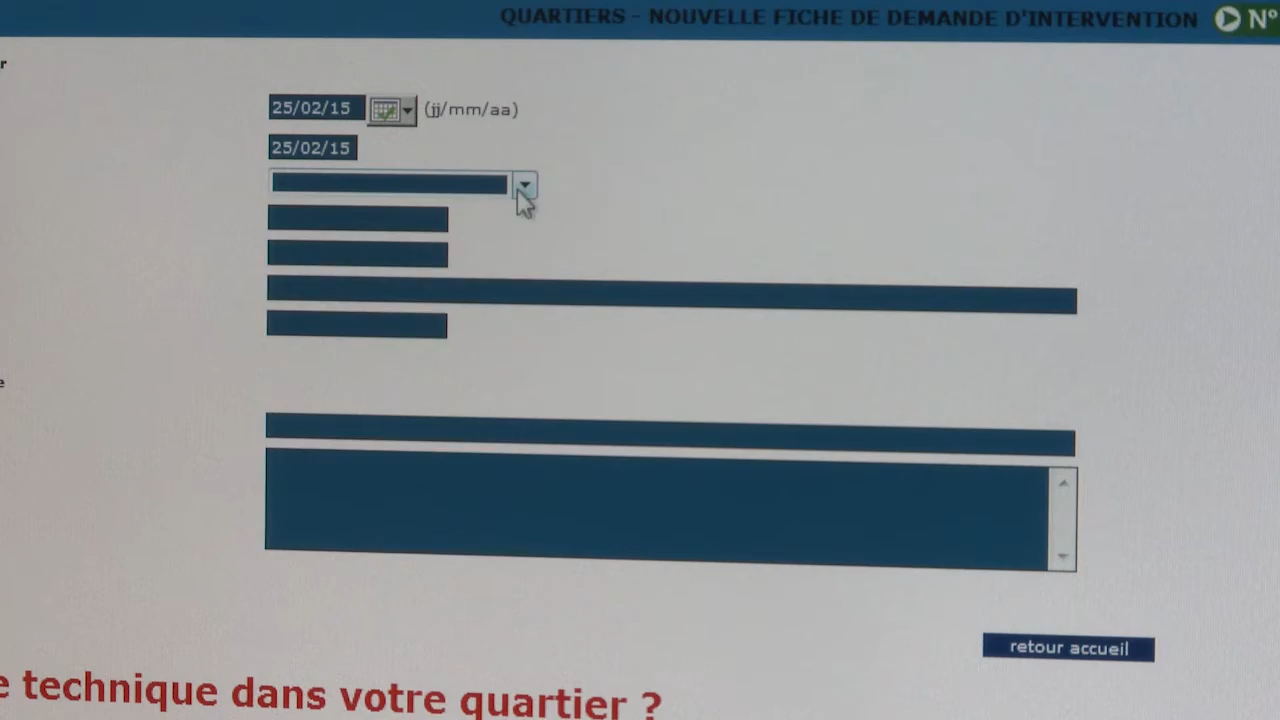 QUARTIERS - NOUVELLE FICHE DE DEMANDE D'INTERVENTION N°
r
25/02/15 (jj/mm/aa)
25/02/15
e
retour accueil
e technique dans votre quartier ?